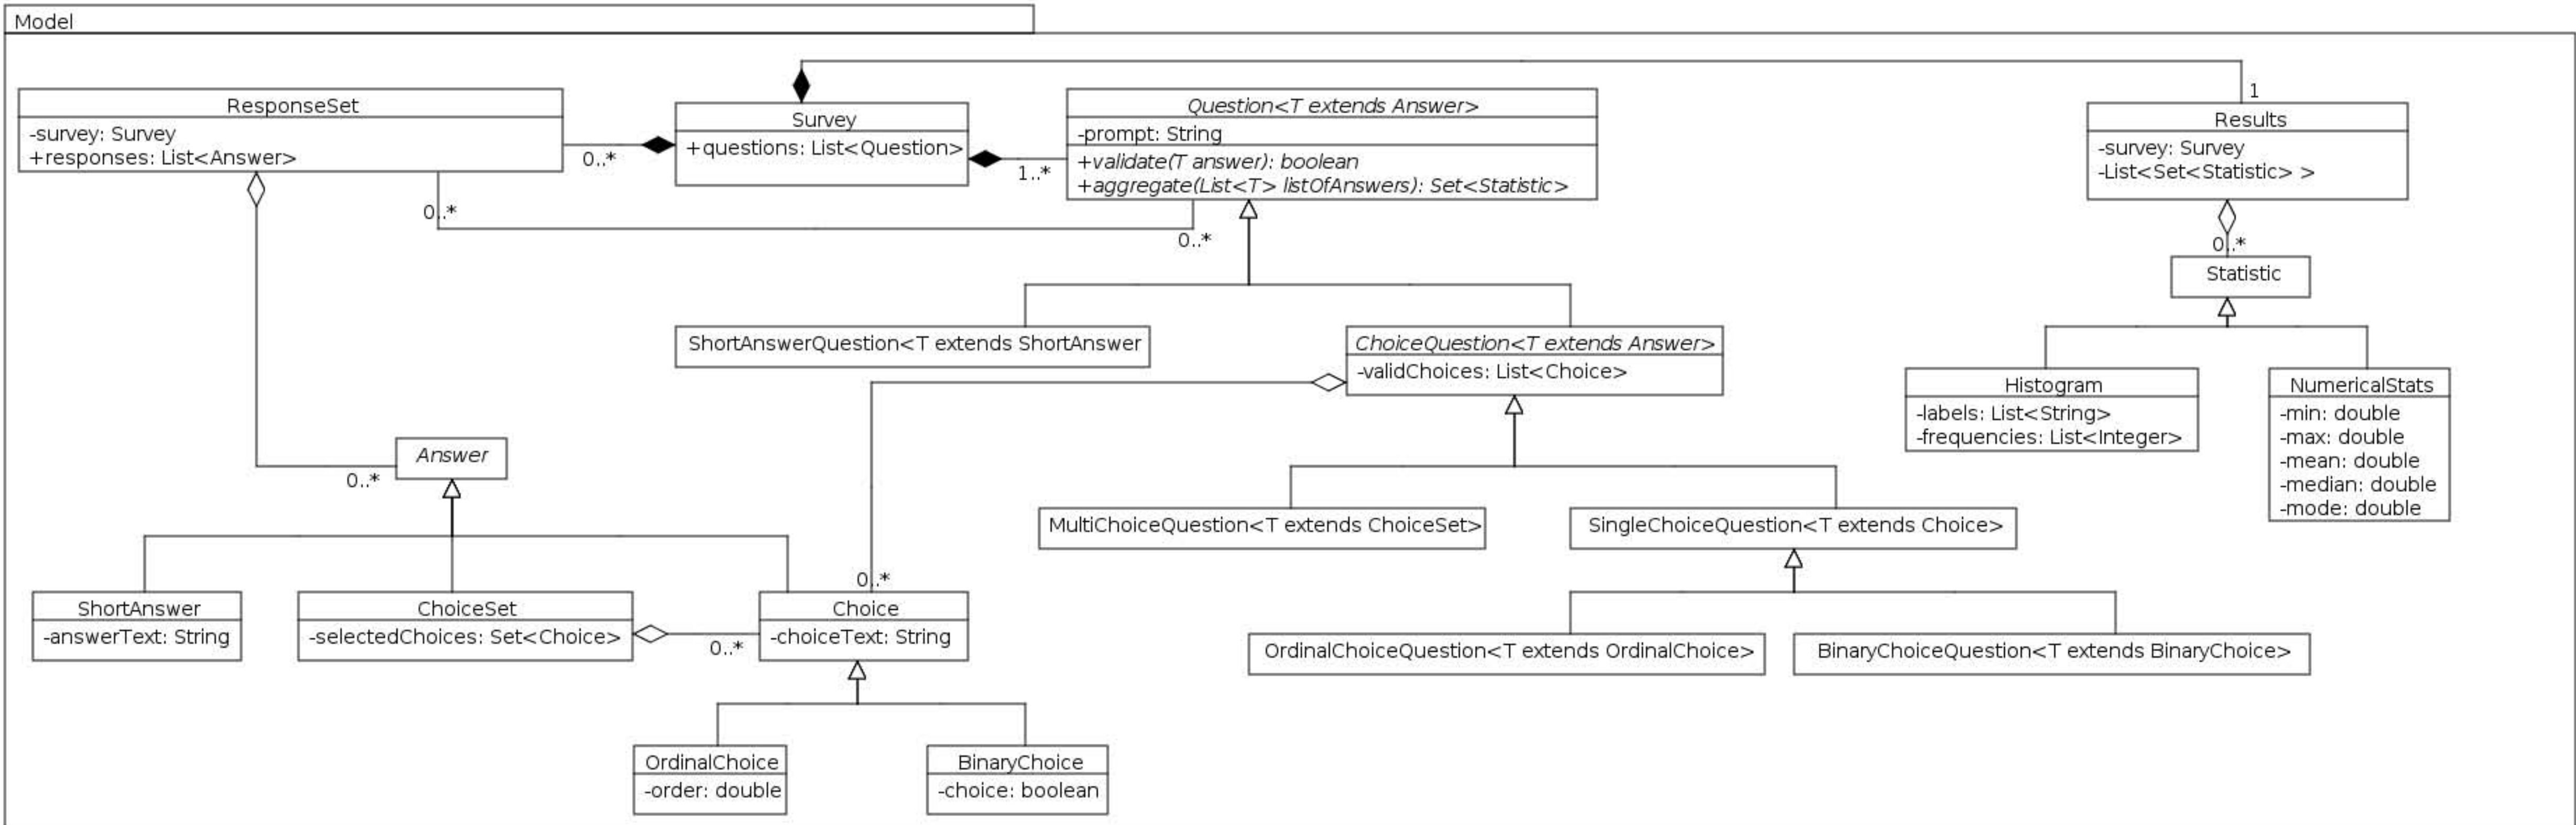 Model
ResponseSet
-survey: Survey
+responses: List<Answer>
0..*
Survey
+questions: List<Question>
1..*
Question<T extends Answer>
-prompt: String
+validate(T answer): boolean
+aggregate(List<T> listOfAnswers): Set<Statistic>
1
Results
-survey: Survey
-List<Set<Statistic> >
0..*
0..*
0..*
Statistic
ShortAnswerQuestion<T extends ShortAnswer
ChoiceQuestion<T extends Answer>
-validChoices: List<Choice>
Histogram
-labels: List<String>
-frequencies: List<Integer>
NumericalStats
-min: double
-max: double
-mean: double
-median: double
-mode: double
Answer
0..*
MultiChoiceQuestion<T extends ChoiceSet>
SingleChoiceQuestion<T extends Choice>
0..*
ShortAnswer
-answerText: String
ChoiceSet
-selectedChoices: Set<Choice>
0..*
Choice
-choiceText: String
OrdinalChoiceQuestion<T extends OrdinalChoice>
BinaryChoiceQuestion<T extends BinaryChoice>
OrdinalChoice
-order: double
BinaryChoice
-choice: boolean